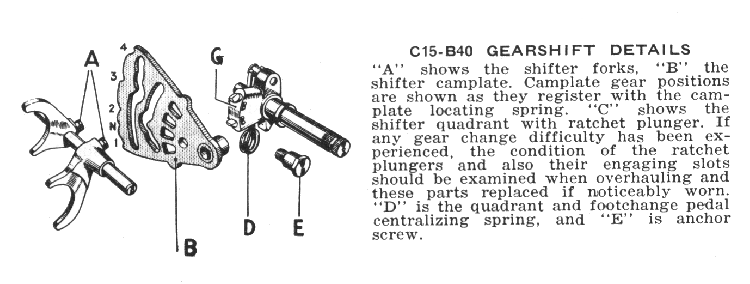 A
4
3
2
N
1
G
D
E
B
C15-B40 GEARSHIFT DETAILS
"A" shows the shifter forks, "B" the
shifter camplate. Camplate gear positions
are shown as they register with the cam-
plate locating spring. "C" shows the
shifter quadrant with ratchet plunger. If
any gear change difficulty has been ex-
perienced, the condition of the ratchet
plungers and also their engaging slots
should be examined when overhauling and
these parts replaced if noticeably worn.
"D" is the quadrant and footchange pedal
centralizing spring, and "E" is anchor
screw.